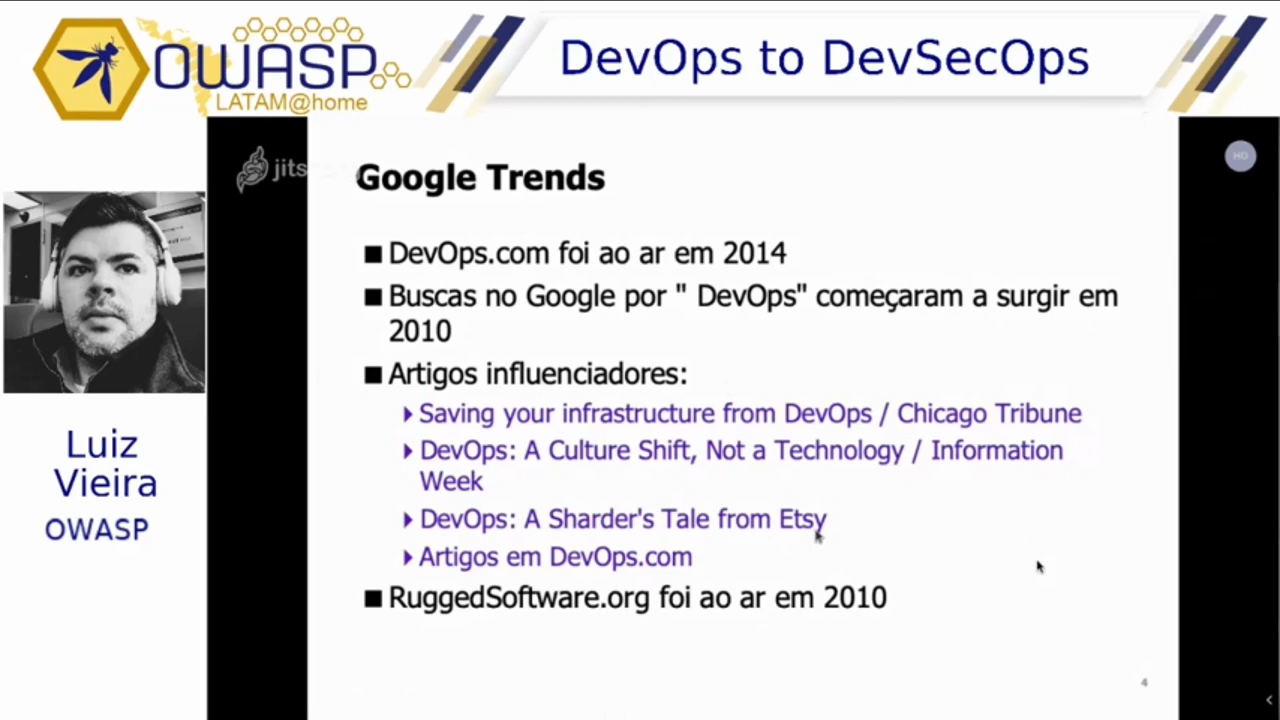 OWASP
LATAM@home
DevOps to DevSecOps
jits
HD
Google Trends
DevOps.com foi ao ar em 2014
Buscas no Google por " DevOps" começaram a surgir em
2010
Artigos influenciadores:
Saving your infrastructure from DevOps / Chicago Tribune
DevOps: A Culture Shift, Not a Technology / Information
Week
DevOps: A Sharder's Tale from Etsy
Artigos em DevOps.com
RuggedSoftware.org foi ao ar em 2010
4
Luiz
Vieira
OWASP